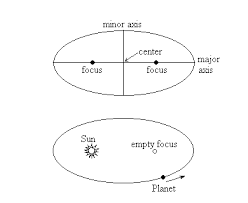 minor axis
center
focus
focus
major
axis
Sun
empty focus
Planet